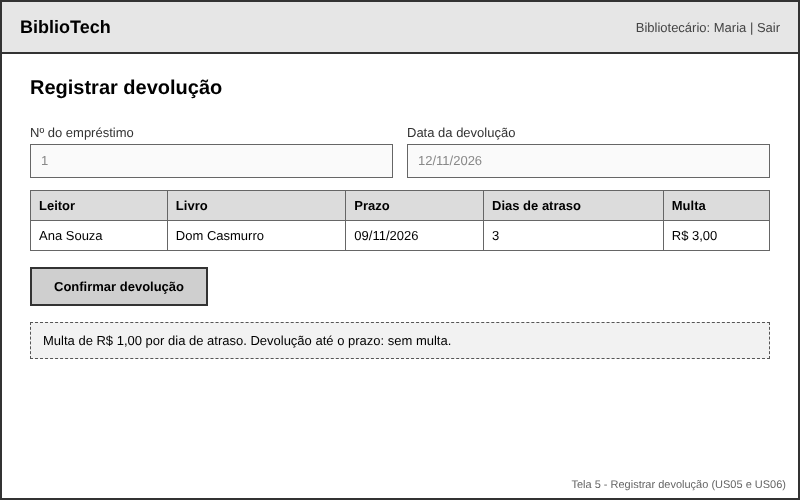 BiblioTech
Bibliotecário: Maria | Sair
Registrar devolução
Nº do empréstimo
Data da devolução
1
12/11/2026
Leitor Livro Prazo Dias de atraso Multa
Ana Souza Dom Casmurro 09/11/2026 3 R$ 3,00
Confirmar devolução
Multa de R$ 1,00 por dia de atraso. Devolução até o prazo: sem multa.
Tela 5 - Registrar devolução (US05 e US06)